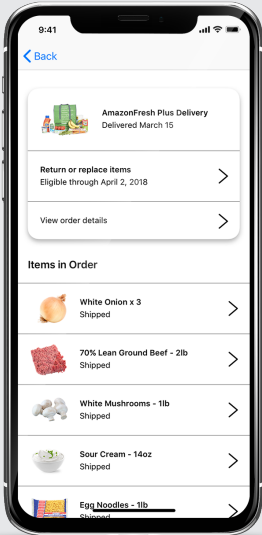 9:41
Back
AmazonFresh Plus Delivery
Delivered March 15
Return or replace items
Eligible through April 2, 2018
View order details
Items in Order
White Onion x 3
Shipped
70% Lean Ground Beef - 2lb
Shipped
White Mushrooms - 1lb
Shipped
Sour Cream - 14oz
Shipped
Egg Noodles - 1lb
Shipped